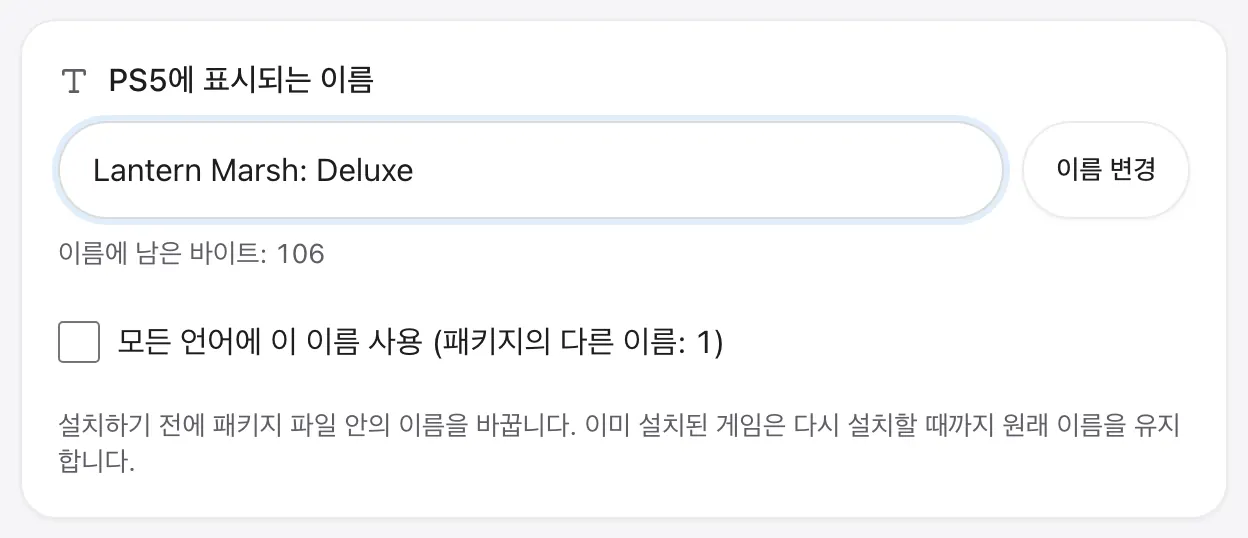 PS5에 표시되는 이름
Lantern Marsh: Deluxe
이름 변경
이름에 남은 바이트: 106
모든 언어에 이 이름 사용 (패키지의 다른 이름: 1)
설치하기 전에 패키지 파일 안의 이름을 바꿉니다. 이미 설치된 게임은 다시 설치할 때까지 원래 이름을 유지
합니다.